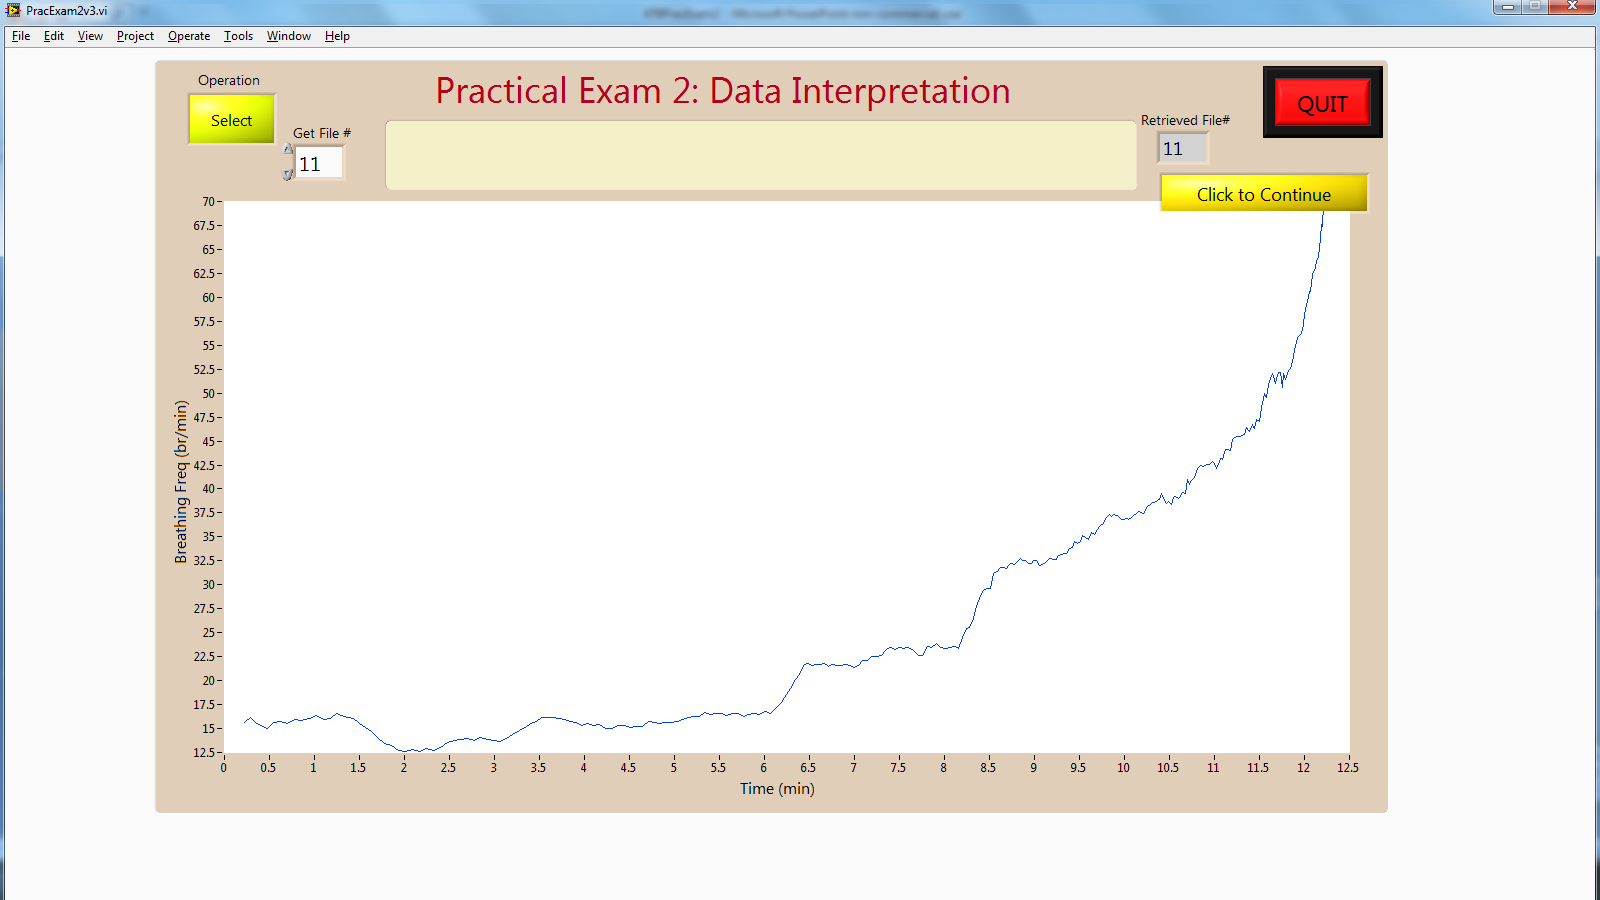 PracExam2v3.vi
File Edit View Project Operate Tools Window Help
Operation
Select
Get File #
11
Practical Exam 2: Data Interpretation
Retrieved File#
11
QUIT
Click to Continue
70
67.5
65
62.5
60
57.5
55
52.5
50
47.5
45
42.5
40
37.5
35
32.5
30
27.5
25
22.5
20
17.5
15
12.5
Breathing Freq (br/min)
0 0.5 1 1.5 2 2.5 3 3.5 4 4.5 5 5.5 6 6.5 7 7.5 8 8.5 9 9.5 10 10.5 11 11.5 12 12.5
Time (min)